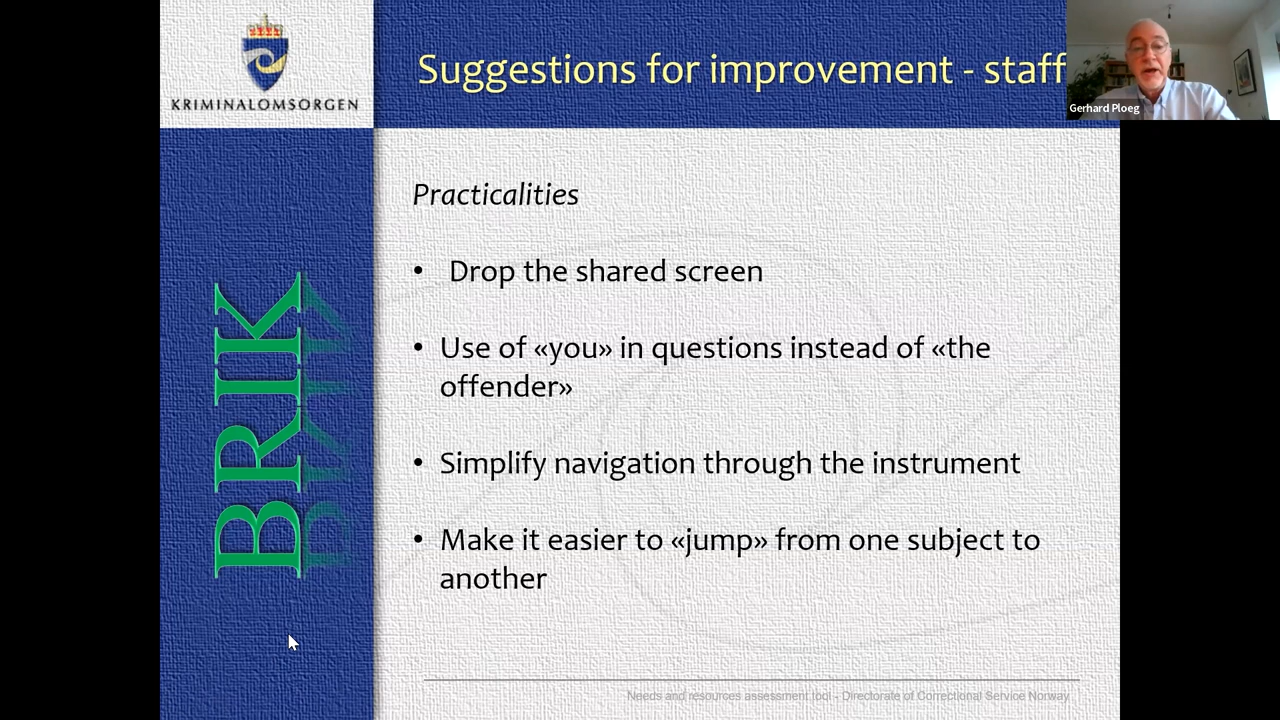 KRIMINALOMSORGEN
Suggestions for improvement - staff
Gerhard Ploeg
BRIK
Practicalities
• Drop the shared screen
• Use of «you» in questions instead of «the
offender»
• Simplify navigation through the instrument
• Make it easier to «jump» from one subject to
another
Needs and resources assessment tool - Directorate of Correctional Service Norway